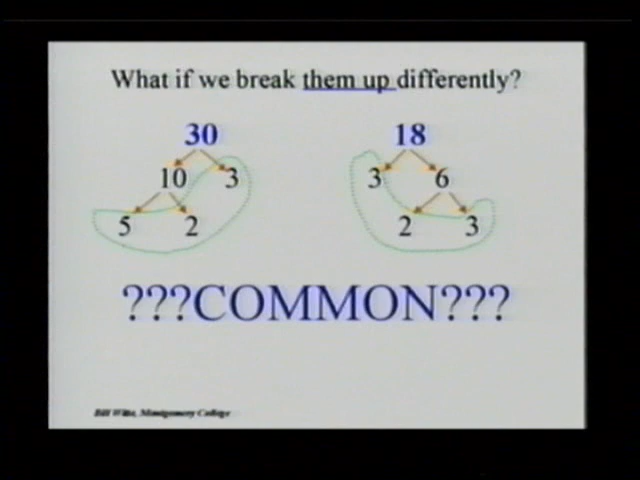 What if we break them up differently?
30 18
10 3 3 6
5 2 2 3
???COMMON???
Bill Witte, Montgomery College